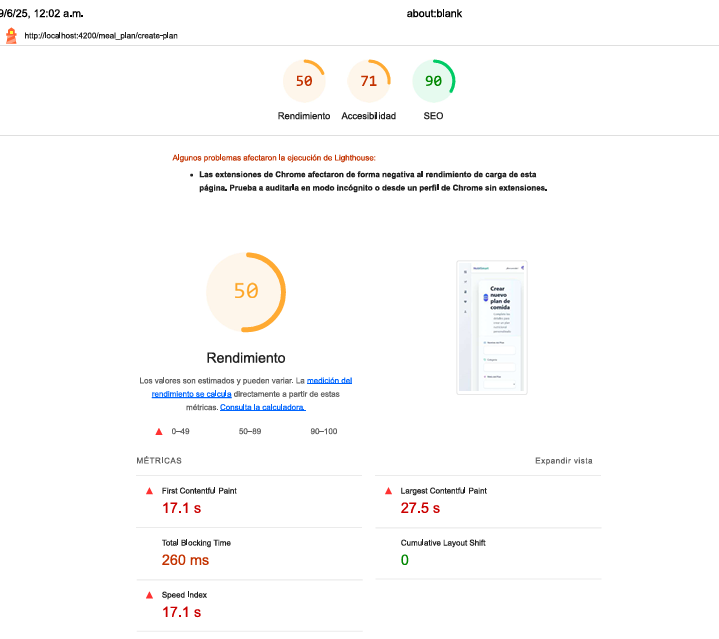 9/6/25, 12:02 a.m.
about:blank
http://localhost:4200/meal_plan/create-plan
50
71
90
Rendimiento
Accesibilidad
SEO
Algunos problemas afectaron la ejecución de Lighthouse:
• Las extensiones de Chrome afectaron de forma negativa al rendimiento de carga de esta
página. Prueba a auditarla en modo incógnito o desde un perfil de Chrome sin extensiones.
50
Rendimiento
Los valores son estimados y pueden variar. La medición del
rendimiento se calcula directamente a partir de estas
métricas. Consulta la calculadora.
0–49
50–89
90–100
Crear
nuevo
plan de
comida
MÉTRICAS
Expandir vista
First Contentful Paint
17.1 s
Largest Contentful Paint
27.5 s
Total Blocking Time
260 ms
Cumulative Layout Shift
0
Speed Index
17.1 s